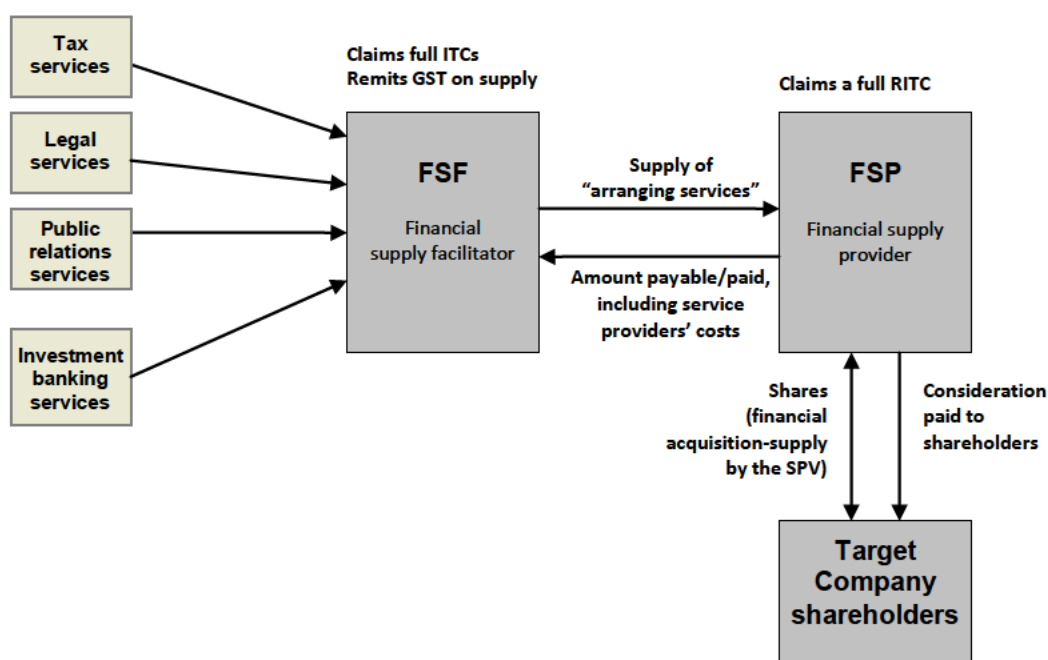 Tax
services
Legal
services
Public
relations
services
Investment
banking
services
Claims full ITCs
Remits GST on supply
FSF
Financial
supply facilitator
Supply of
“arranging services”
Amount payable/paid,
including service
providers’ costs
Claims a full RITC
FSP
Financial supply
provider
Shares
(financial
acquisition-supply
by the SPV)
Consideration
paid to
shareholders
Target
Company
shareholders